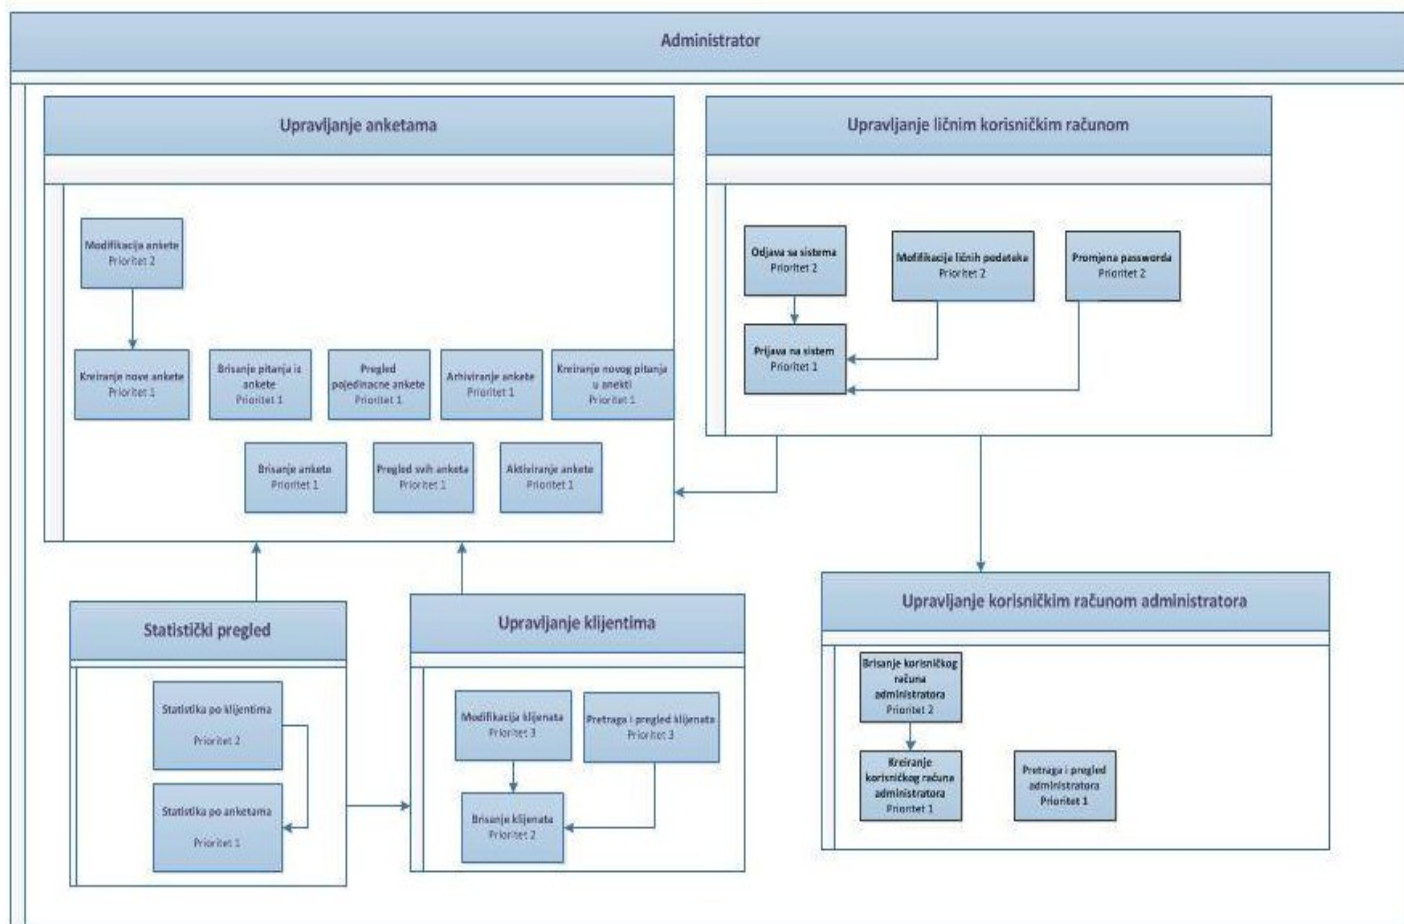 Administrator
Upravljanje anketama
Modifikacija ankete
Prioritet 2
Kreiranje nove ankete
Prioritet 1
Brisanje pitanja iz
ankete
Prioritet 1
Pregled
pojedinacne ankete
Prioritet 1
Arhiviranje ankete
Prioritet 1
Kreiranje novog pitanja
u anekti
Prioritet 1
Brisanje ankete
Prioritet 1
Pregled svih anketa
Prioritet 1
Aktiviranje ankete
Prioritet 1
Upravljanje ličnim korisničkim računom
Odjava sa sistema
Prioritet 2
Mofifikacija ličnih podataka
Prioritet 2
Promjena passworda
Prioritet 2
Prijava na sistem
Prioritet 1
Statistički pregled
Statistika po klijentima
Prioritet 2
Statistika po anketama
Prioritet 1
Upravljanje klijentima
Modifikacija klijenata
Prioritet 3
Pretraga i pregled klijenata
Prioritet 3
Brisanje klijenata
Prioritet 2
Upravljanje korisničkim računom administratora
Brisanje korisničkog
računa
administratora
Prioritet 2
Kreiranje
korisničkog računa
administratora
Prioritet 1
Pretraga i pregled
administratora
Prioritet 1